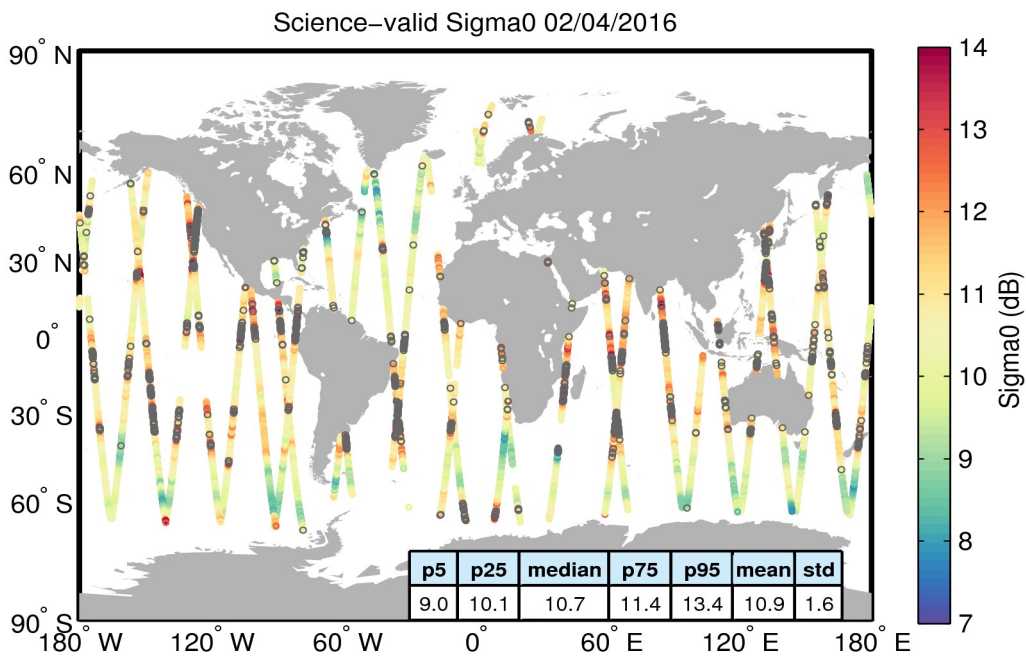 Science−valid Sigma0 02/04/2016
90° N
60° N
30° N
0°
30° S
60° S
90° S
180° W
120° W
60° W
0°
60° E
120° E
180° E
p5 p25 median p75 p95 mean std
9.0 10.1 10.7 11.4 13.4 10.9 1.6
14
13
12
11
10
9
8
7
Sigma0 (dB)